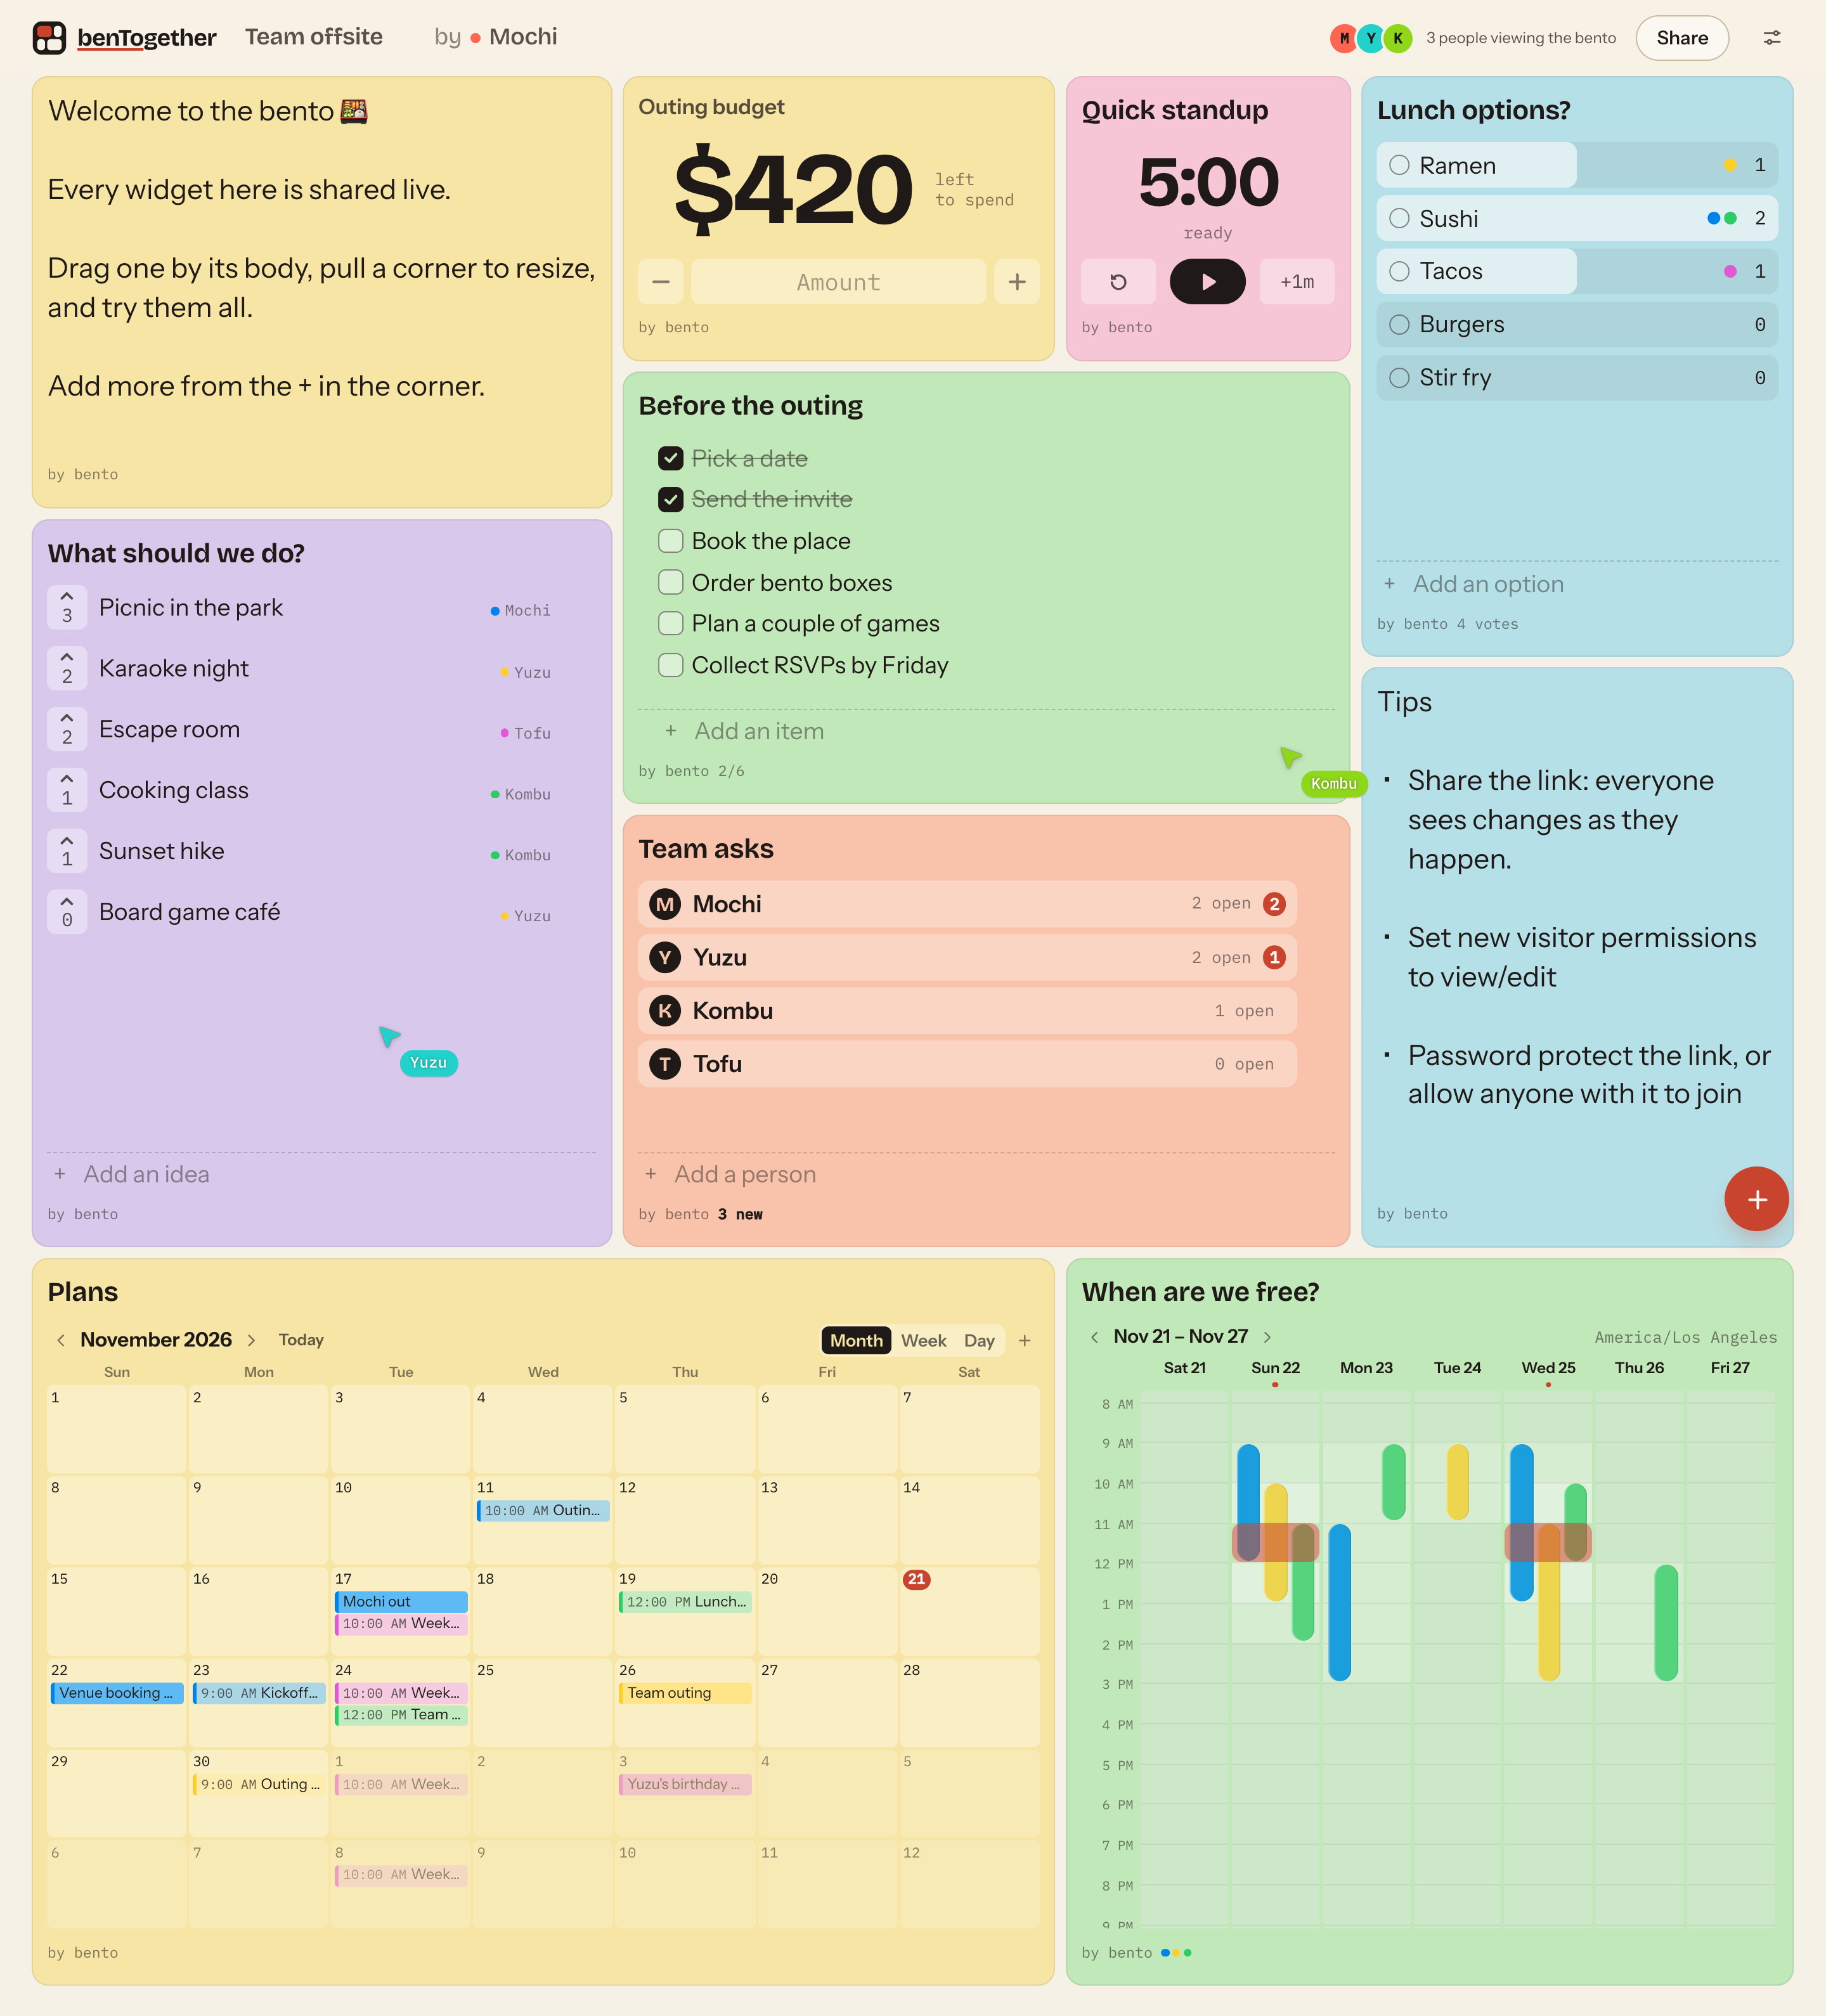 benTogether Team offsite by Mochi
M Y K 3 people viewing the bento Share
Welcome to the bento 🍱
Every widget here is shared live.
Drag one by its body, pull a corner to resize,
and try them all.
Add more from the + in the corner.
by bento
Outing budget
$420
left
to spend
− Amount +
by bento
Quick standup
5:00
ready
+1m
by bento
Lunch options?
Ramen 1
Sushi 2
Tacos 1
Burgers 0
Stir fry 0
+ Add an option
by bento 4 votes
What should we do?
3 Picnic in the park Mochi
2 Karaoke night Yuzu
2 Escape room Tofu
1 Cooking class Kombu
1 Sunset hike Kombu
0 Board game café Yuzu
Yuzu
+ Add an idea
by bento
Before the outing
Pick a date
Send the invite
Book the place
Order bento boxes
Plan a couple of games
Collect RSVPs by Friday
+ Add an item
by bento 2/6
Kombu
Team asks
M Mochi 2 open 2
Y Yuzu 2 open 1
K Kombu 1 open
T Tofu 0 open
+ Add a person
by bento 3 new
Tips
· Share the link: everyone
sees changes as they
happen.
· Set new visitor permissions
to view/edit
· Password protect the link, or
allow anyone with it to join
by bento
+
Plans
November 2026 Today Month Week Day +
Sun Mon Tue Wed Thu Fri Sat
1 2 3 4 5 6 7
8 9 10 11 12 13 14
10:00 AM Outin...
15 16 17 18 19 20 21
Mochi out
10:00 AM Week...
12:00 PM Lunch...
22 23 24 25 26 27 28
Venue booking ...
9:00 AM Kickoff...
10:00 AM Week...
12:00 PM Team ...
Team outing
29 30 1 2 3 4 5
9:00 AM Outing ...
10:00 AM Week...
Yuzu's birthday ...
6 7 8 9 10 11 12
10:00 AM Week...
by bento
When are we free?
Nov 21 – Nov 27 America/Los Angeles
Sat 21 Sun 22 Mon 23 Tue 24 Wed 25 Thu 26 Fri 27
8 AM
9 AM
10 AM
11 AM
12 PM
1 PM
2 PM
3 PM
4 PM
5 PM
6 PM
7 PM
8 PM
9 PM
by bento